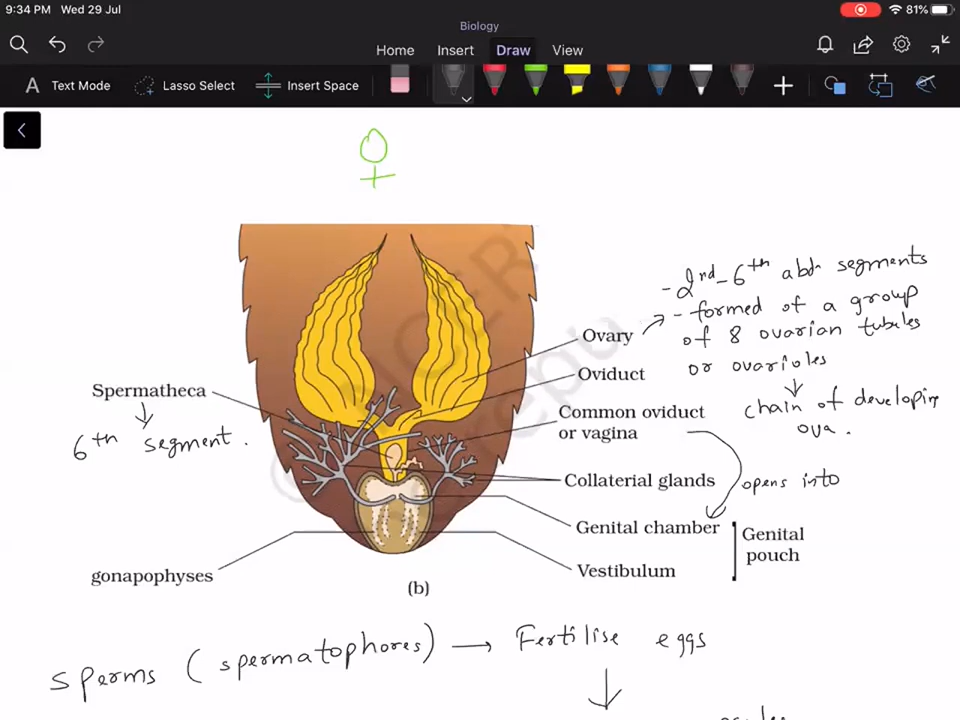 9:34 PM Wed 29 Jul
81%
Biology
Home Insert Draw View
Text Mode Lasso Select Insert Space
- 2nd - 6th abdr segments
- formed of a group
of 8 ovarian tubules
or ovarioles
chain of developing
ova.
Ovary
Oviduct
Common oviduct
or vagina
Collaterial glands
opens into
Genital chamber
Vestibulum
Genital
pouch
Spermatheca
6th segment.
gonapophyses
(b)
sperms (spermatophores) → Fertilise eggs